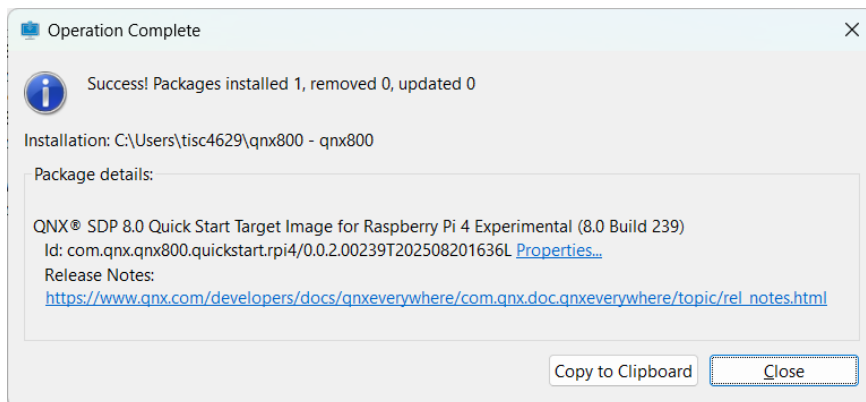 Operation Complete
Success! Packages installed 1, removed 0, updated 0
Installation: C:\Users\tisc4629\qnx800 - qnx800
Package details:
QNX® SDP 8.0 Quick Start Target Image for Raspberry Pi 4 Experimental (8.0 Build 239)
Id: com.qnx.qnx800.quickstart.rpi4/0.0.2.00239T202508201636L Properties...
Release Notes:
https://www.qnx.com/developers/docs/qnxeverywhere/com.qnx.doc.qnxeverywhere/topic/rel_notes.html
Copy to Clipboard Close